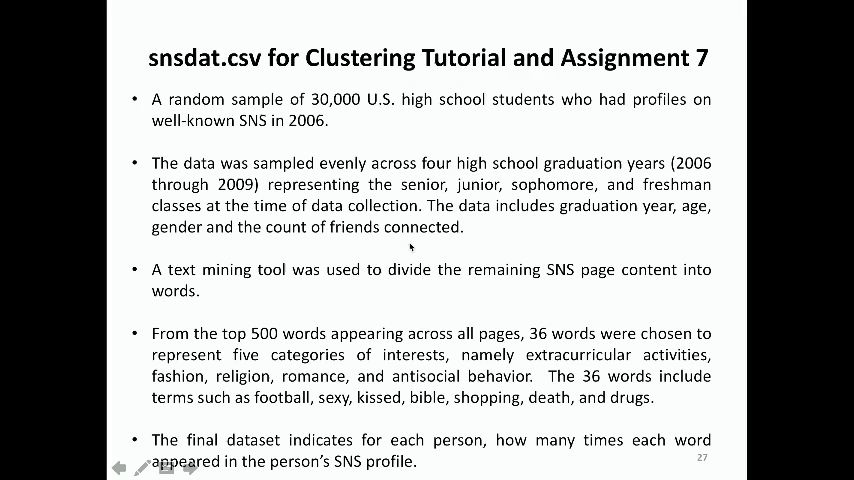 snsdat.csv for Clustering Tutorial and Assignment 7
• A random sample of 30,000 U.S. high school students who had profiles on
well-known SNS in 2006.
• The data was sampled evenly across four high school graduation years (2006
through 2009) representing the senior, junior, sophomore, and freshman
classes at the time of data collection. The data includes graduation year, age,
gender and the count of friends connected.
• A text mining tool was used to divide the remaining SNS page content into
words.
• From the top 500 words appearing across all pages, 36 words were chosen to
represent five categories of interests, namely extracurricular activities,
fashion, religion, romance, and antisocial behavior. The 36 words include
terms such as football, sexy, kissed, bible, shopping, death, and drugs.
• The final dataset indicates for each person, how many times each word
appeared in the person's SNS profile.
27